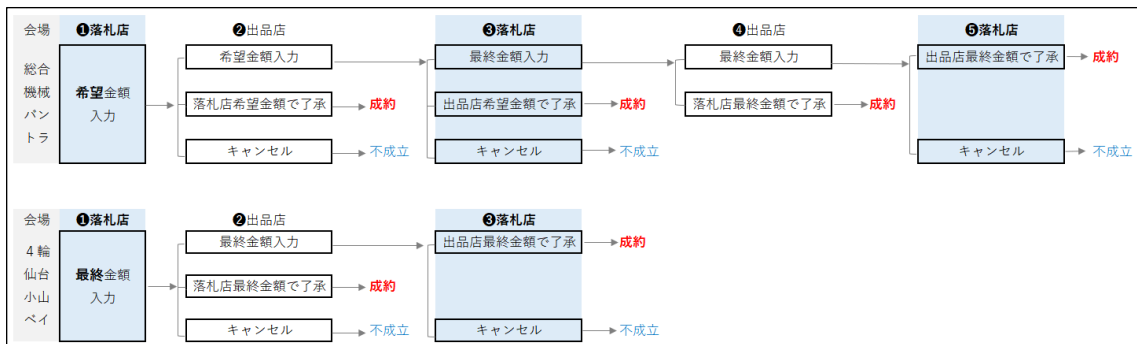 会場
❶落札店
❷出品店
❸落札店
❹出品店
❺落札店
総合
機械
バン
トラ
希望金額
入力
希望金額入力
落札店希望金額で了承
成約
キャンセル
不成立
最終金額入力
出品店希望金額で了承
成約
キャンセル
不成立
最終金額入力
落札店最終金額で了承
成約
出品店最終金額で了承
成約
キャンセル
不成立
会場
❶落札店
❷出品店
❸落札店
4輪
仙台
小山
ベイ
最終金額
入力
最終金額入力
落札店最終金額で了承
成約
キャンセル
不成立
出品店最終金額で了承
成約
キャンセル
不成立